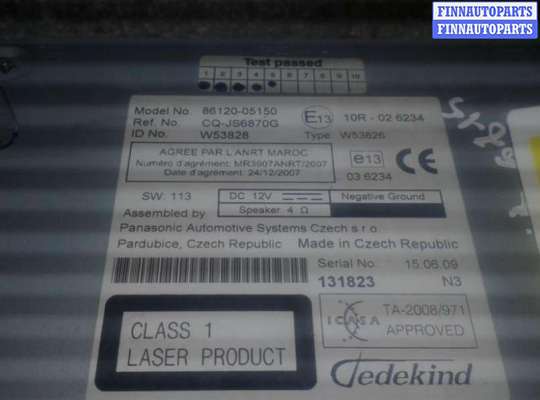 FINNAUTOPARTS
FINNAUTOPARTS
Test passed
1 2 3 4 5 6 7 8 9 10
Model No. 86120-05150
Ref. No. CQ-JS6870G
ID No. W53826
E13 10R - 02 6234
Type W53826
AGREE PAR L'ANRT MAROC
Numéro d'agrément: MR3907ANRT/2007
Date d'agrément: 24/12/2007
e13
03 6234
CE
SW: 113
DC 12V
Negative Ground
Speaker 4 Ω
Assembled by
Panasonic Automotive Systems Czech s.r.o.
Pardubice, Czech Republic Made in Czech Republic
Serial No. 15.06.09
131823 N3
ICASA
TA-2008/971
APPROVED
CLASS 1
LASER PRODUCT
Tedekind